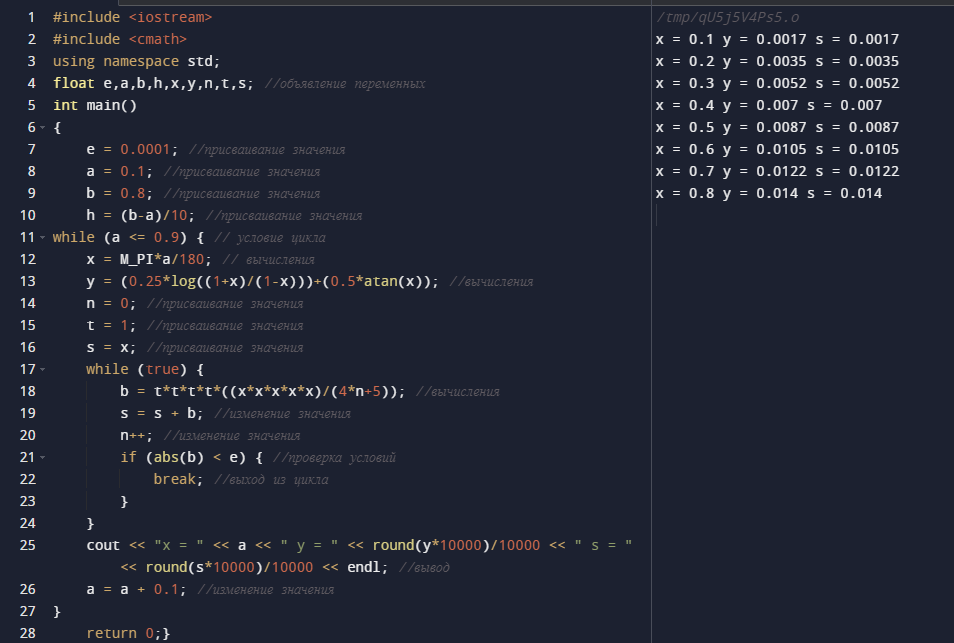 1 #include <iostream>
2 #include <cmath>
3 using namespace std;
4 float e,a,b,h,x,y,n,t,s; //объявление переменных
5 int main()
6 {
7 e = 0.0001; //присваивание значения
8 a = 0.1; //присваивание значения
9 b = 0.8; //присваивание значения
10 h = (b-a)/10; //присваивание значения
11 while (a <= 0.9) { // условие цикла
12 x = M_PI*a/180; // вычисления
13 y = (0.25*log((1+x)/(1-x)))+(0.5*atan(x)); //вычисления
14 n = 0; //присваивание значения
15 t = 1; //присваивание значения
16 s = x; //присваивание значения
17 while (true) {
18 b = t*t*t*t*((x*x*x*x*x)/(4*n+5)); //вычисления
19 s = s + b; //изменение значения
20 n++; //изменение значения
21 if (abs(b) < e) { //проверка условий
22 break; //выход из цикла
23 }
24 }
25 cout << "x = " << a << " y = " << round(y*10000)/10000 << " s = "
<< round(s*10000)/10000 << endl; //вывод
26 a = a + 0.1; //изменение значения
27 }
28 return 0;}
/tmp/qU5j5V4Ps5.o
x = 0.1 y = 0.0017 s = 0.0017
x = 0.2 y = 0.0035 s = 0.0035
x = 0.3 y = 0.0052 s = 0.0052
x = 0.4 y = 0.007 s = 0.007
x = 0.5 y = 0.0087 s = 0.0087
x = 0.6 y = 0.0105 s = 0.0105
x = 0.7 y = 0.0122 s = 0.0122
x = 0.8 y = 0.014 s = 0.014